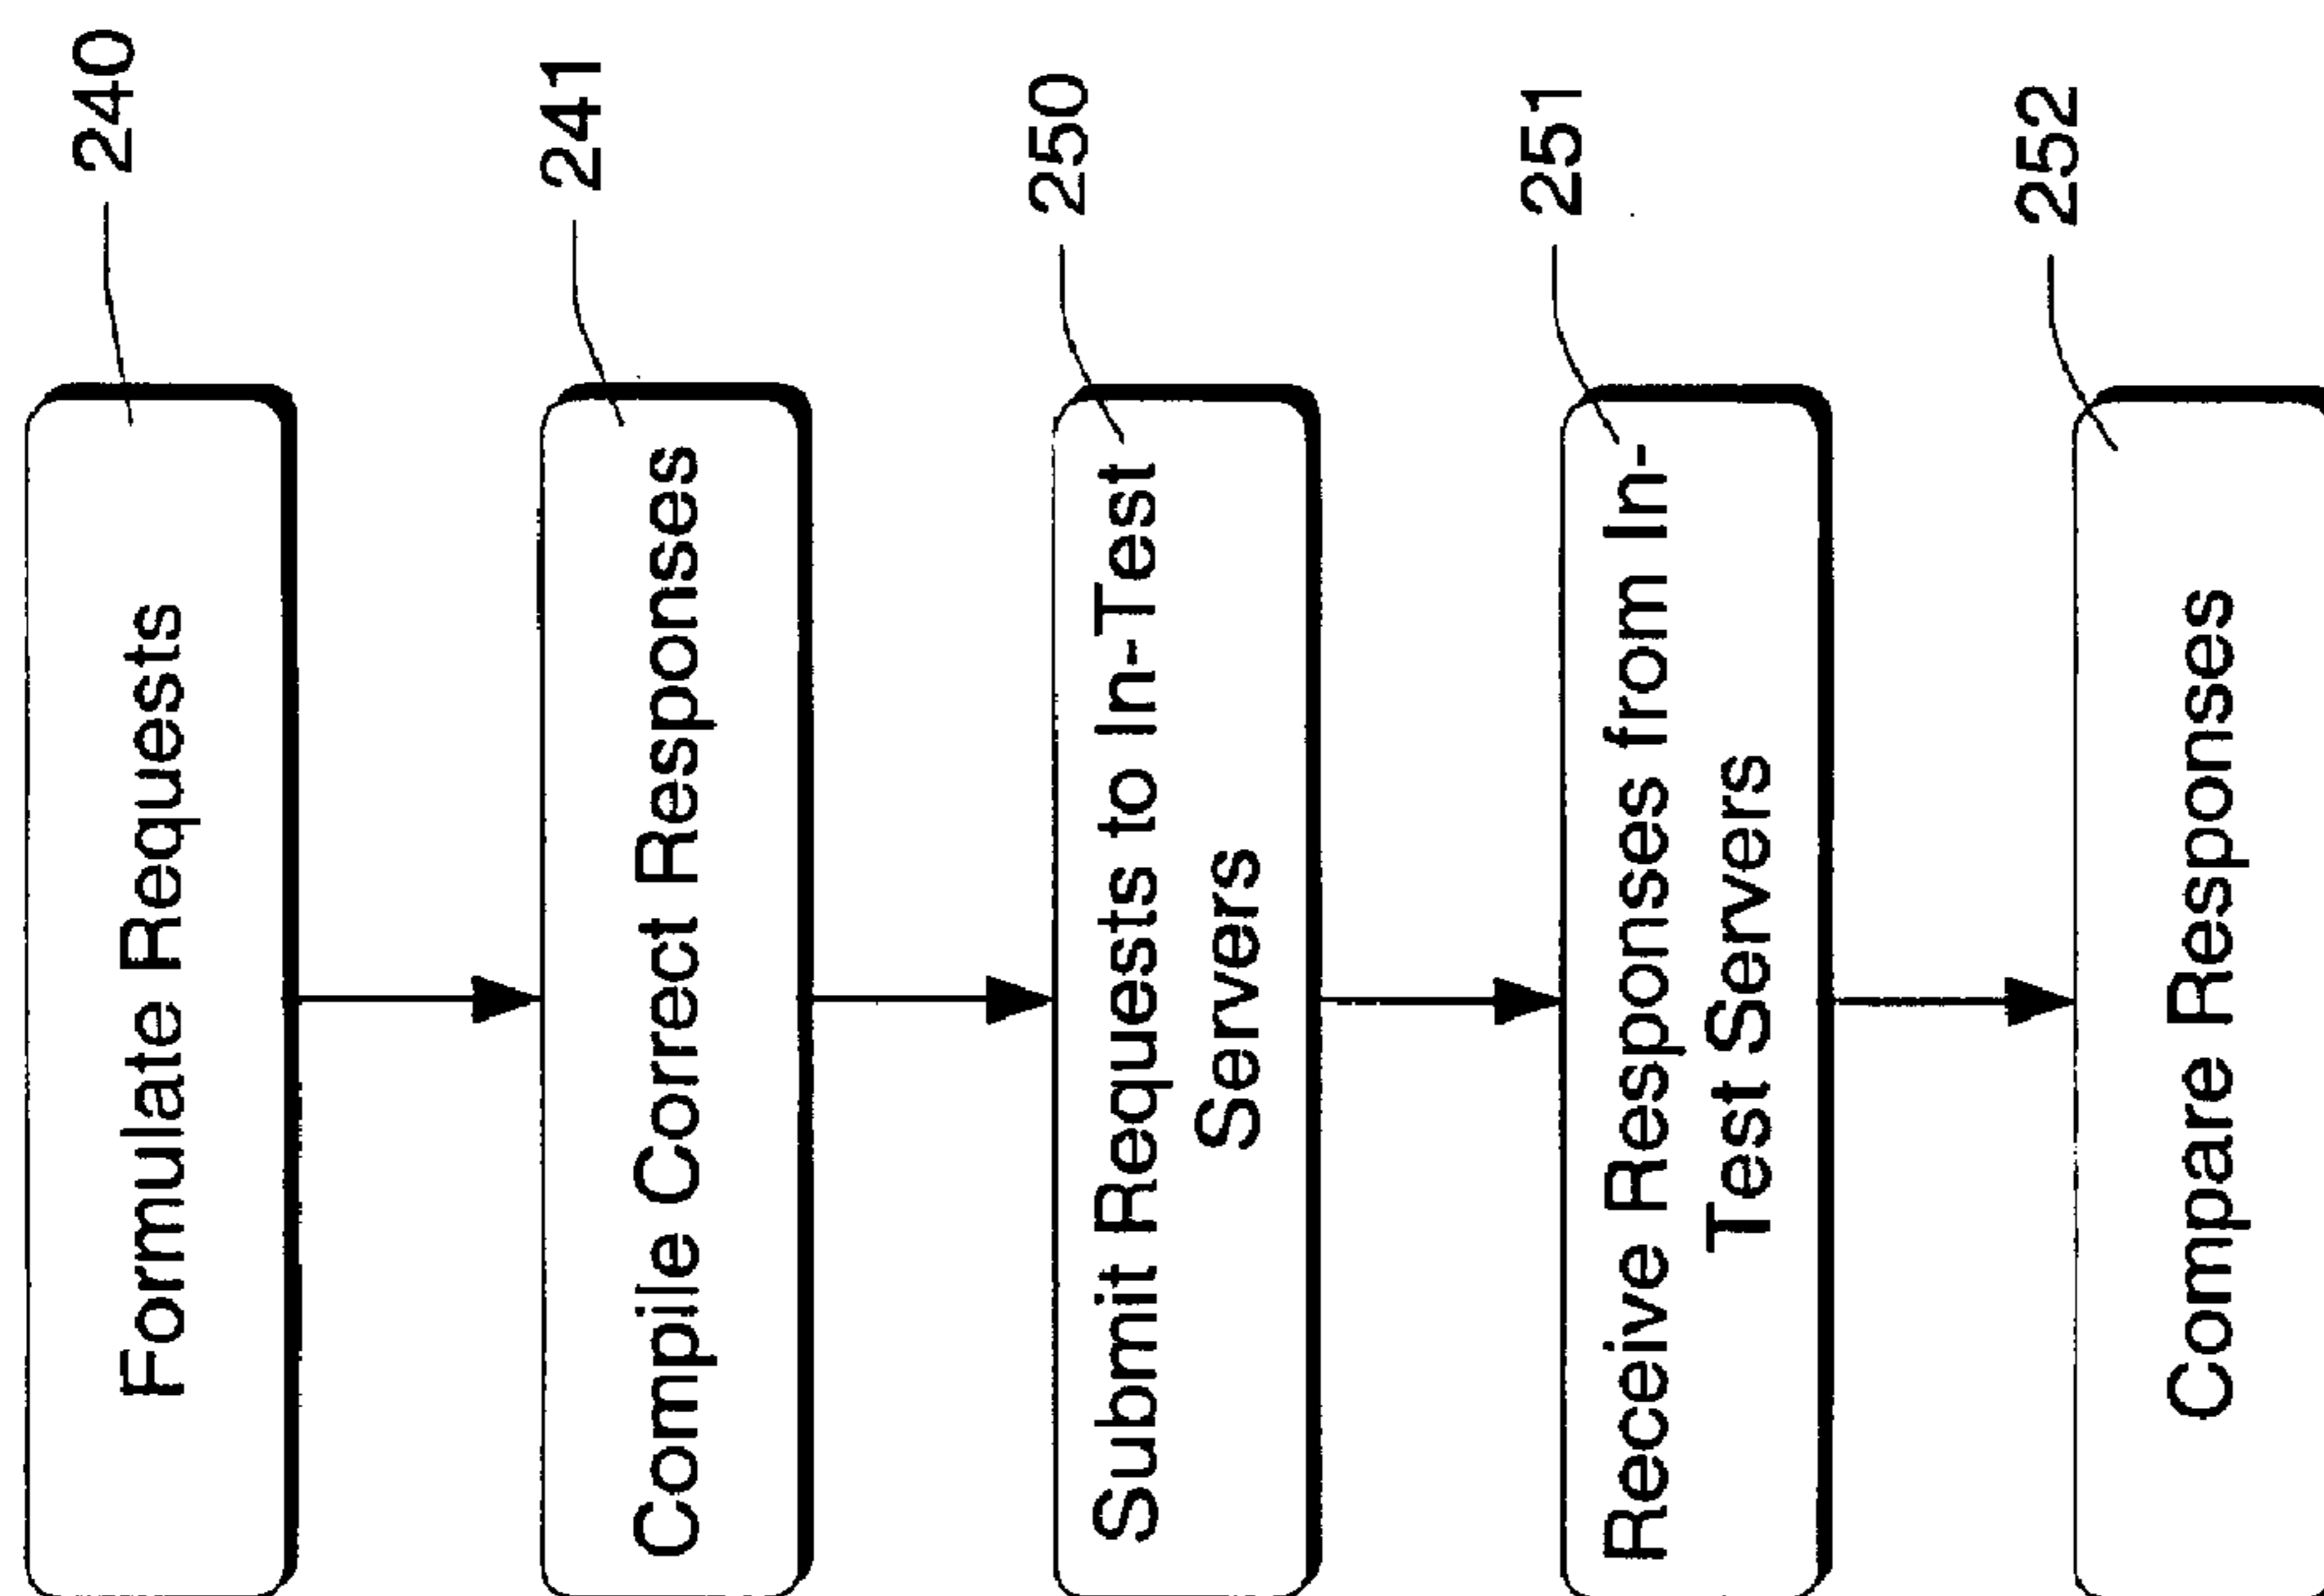 Formulate Requests
240
Compile Correct Responses
241
Submit Requests to In-Test
Servers
250
Receive Responses from In-
Test Servers
251
Compare Responses
252